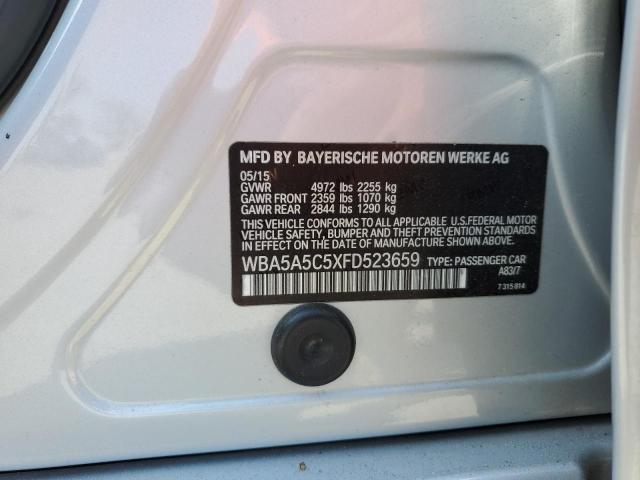 MFD BY BAYERISCHE MOTOREN WERKE AG
05/15
GVWR 4972 lbs 2255 kg
GAWR FRONT 2359 lbs 1070 kg
GAWR REAR 2844 lbs 1290 kg
THIS VEHICLE CONFORMS TO ALL APPLICABLE U.S.FEDERAL MOTOR
VEHICLE SAFETY, BUMPER AND THEFT PREVENTION STANDARDS
IN EFFECT ON THE DATE OF MANUFACTURE SHOWN ABOVE.
WBA5A5C5XFD523659 TYPE: PASSENGER CAR
A83/7
7 315 814